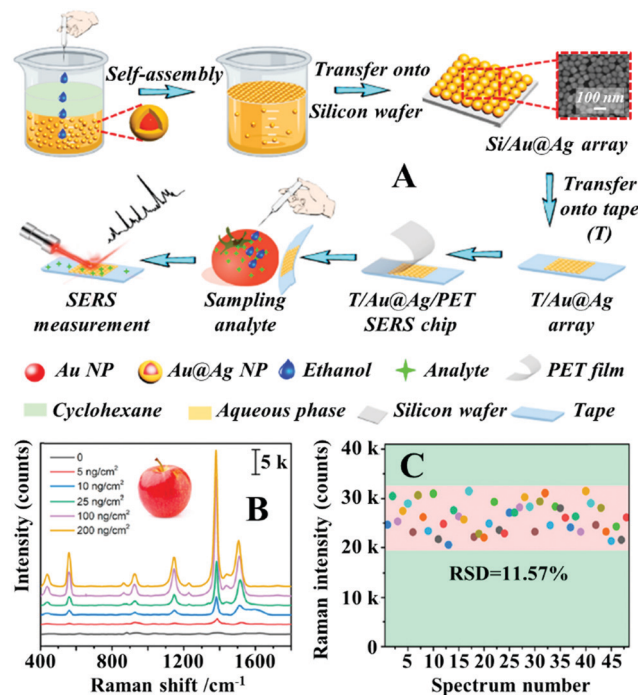 Self-assembly
Transfer onto
Silicon wafer
100 nm
Si/Au@Ag array
A
Transfer
onto tape
(T)
SERS
measurement
Sampling
analyte
T/Au@Ag/PET
SERS chip
T/Au@Ag
array
Au NP
Au@Ag NP
Ethanol
Analyte
PET film
Cyclohexane
Aqueous phase
Silicon wafer
Tape
B
Intensity (counts)
0
5 ng/cm²
10 ng/cm²
25 ng/cm²
100 ng/cm²
200 ng/cm²
5 k
400 800 1200 1600
Raman shift /cm⁻¹
C
Raman intensity (counts)
40 k
30 k
20 k
10 k
0
RSD=11.57%
5 10 15 20 25 30 35 40 45
Spectrum number